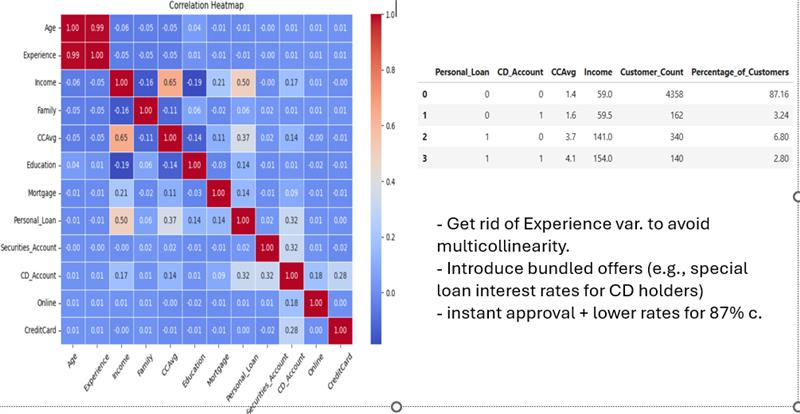 Correlation Heatmap
Age 1.00 0.99 -0.06 -0.05 -0.05 0.04 -0.01 -0.01 -0.00 0.01 0.01 0.01
Experience 0.99 1.00 -0.05 -0.05 -0.05 0.01 -0.01 -0.01 -0.00 0.01 0.01 0.01
Income -0.06 -0.05 1.00 -0.16 0.65 -0.19 0.21 0.50 -0.00 0.17 0.01 -0.00
Family -0.05 -0.05 -0.16 1.00 -0.11 0.06 -0.02 0.06 0.02 0.01 0.01 0.01
CCAvg -0.05 -0.05 0.65 -0.11 1.00 -0.14 0.11 0.37 0.02 0.14 -0.00 -0.01
Education 0.04 0.01 -0.19 0.06 -0.14 1.00 -0.03 0.14 -0.01 0.01 -0.02 -0.01
Mortgage -0.01 -0.01 0.21 -0.02 0.11 -0.03 1.00 0.14 -0.01 0.09 -0.01 -0.01
Personal_Loan -0.01 -0.01 0.50 0.06 0.37 0.14 0.14 1.00 0.02 0.32 0.01 0.00
Securities_Account -0.00 -0.00 -0.00 0.02 0.02 -0.01 -0.01 0.02 1.00 0.32 0.01 -0.02
CD_Account 0.01 0.01 0.17 0.01 0.14 0.01 0.09 0.32 0.32 1.00 0.18 0.28
Online 0.01 0.01 0.01 0.01 -0.00 -0.02 -0.01 0.01 0.01 0.18 1.00 0.00
CreditCard 0.01 0.01 -0.00 0.01 -0.01 -0.01 -0.01 0.00 -0.02 0.28 0.00 1.00
Age Experience Income Family CCAvg Education Mortgage Personal_Loan Securities_Account CD_Account Online CreditCard
1.0
0.8
0.6
0.4
0.2
0.0
Personal_Loan CD_Account CCAvg Income Customer_Count Percentage_of_Customers
0 0 0 1.4 59.0 4358 87.16
1 0 1 1.6 59.5 162 3.24
2 1 0 3.7 141.0 340 6.80
3 1 1 4.1 154.0 140 2.80
- Get rid of Experience var. to avoid
multicollinearity.
- Introduce bundled offers (e.g., special
loan interest rates for CD holders)
- instant approval + lower rates for 87% c.